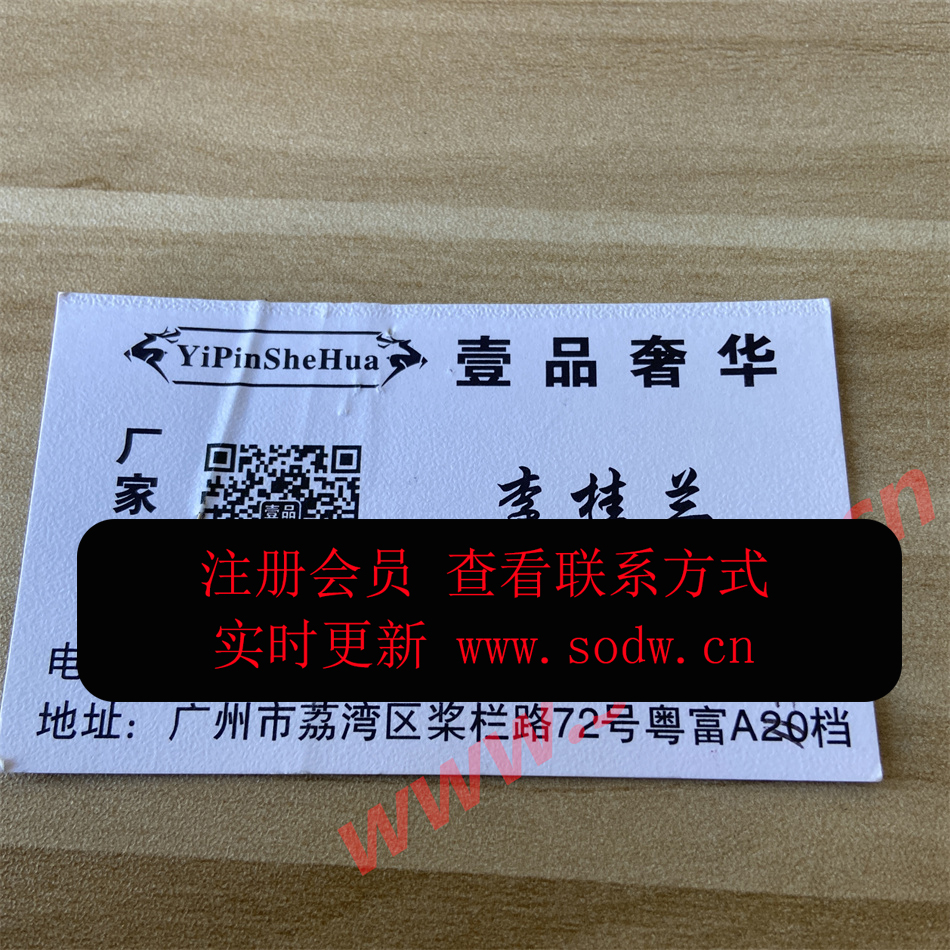 YiPinSheHua 壹品奢华
厂家
壹品
李桂兰
注册会员 查看联系方式
实时更新 www.sodw.cn
电
地址：广州市荔湾区桨栏路72号粤富A20档
www.
cn